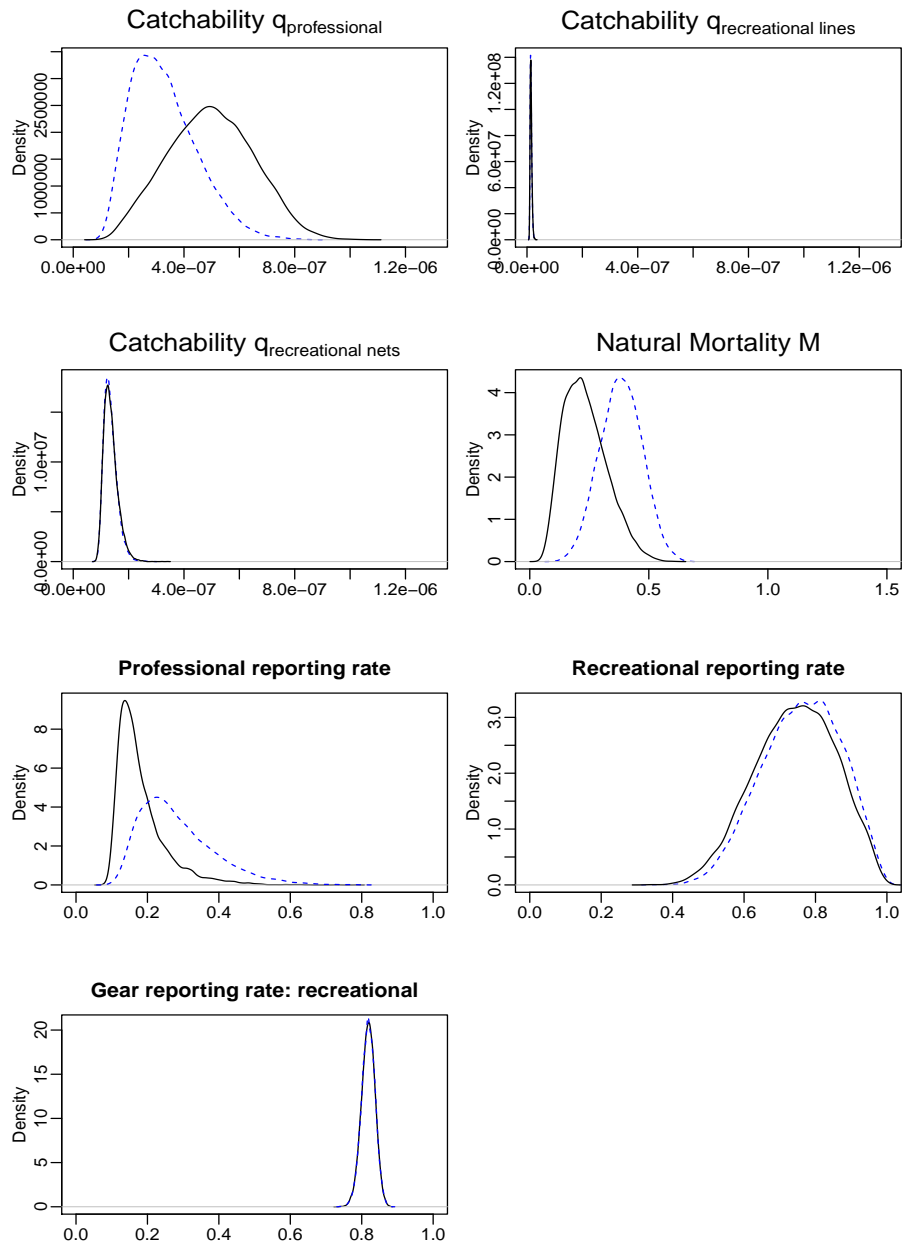 Catchability q professional
Density
0 1000000 2500000
0.0e+00 4.0e−07 8.0e−07 1.2e−06
Catchability q recreational lines
Density
0.0e+00 6.0e+07 1.2e+08
0.0e+00 4.0e−07 8.0e−07 1.2e−06
Catchability q recreational nets
Density
0.0e+00 1.0e+07
0.0e+00 4.0e−07 8.0e−07 1.2e−06
Natural Mortality M
Density
0 1 2 3 4
0.0 0.5 1.0 1.5
Professional reporting rate
Density
0 2 4 6 8
0.0 0.2 0.4 0.6 0.8 1.0
Recreational reporting rate
Density
0.0 1.0 2.0 3.0
0.0 0.2 0.4 0.6 0.8 1.0
Gear reporting rate: recreational
Density
0 5 10 15 20
0.0 0.2 0.4 0.6 0.8 1.0